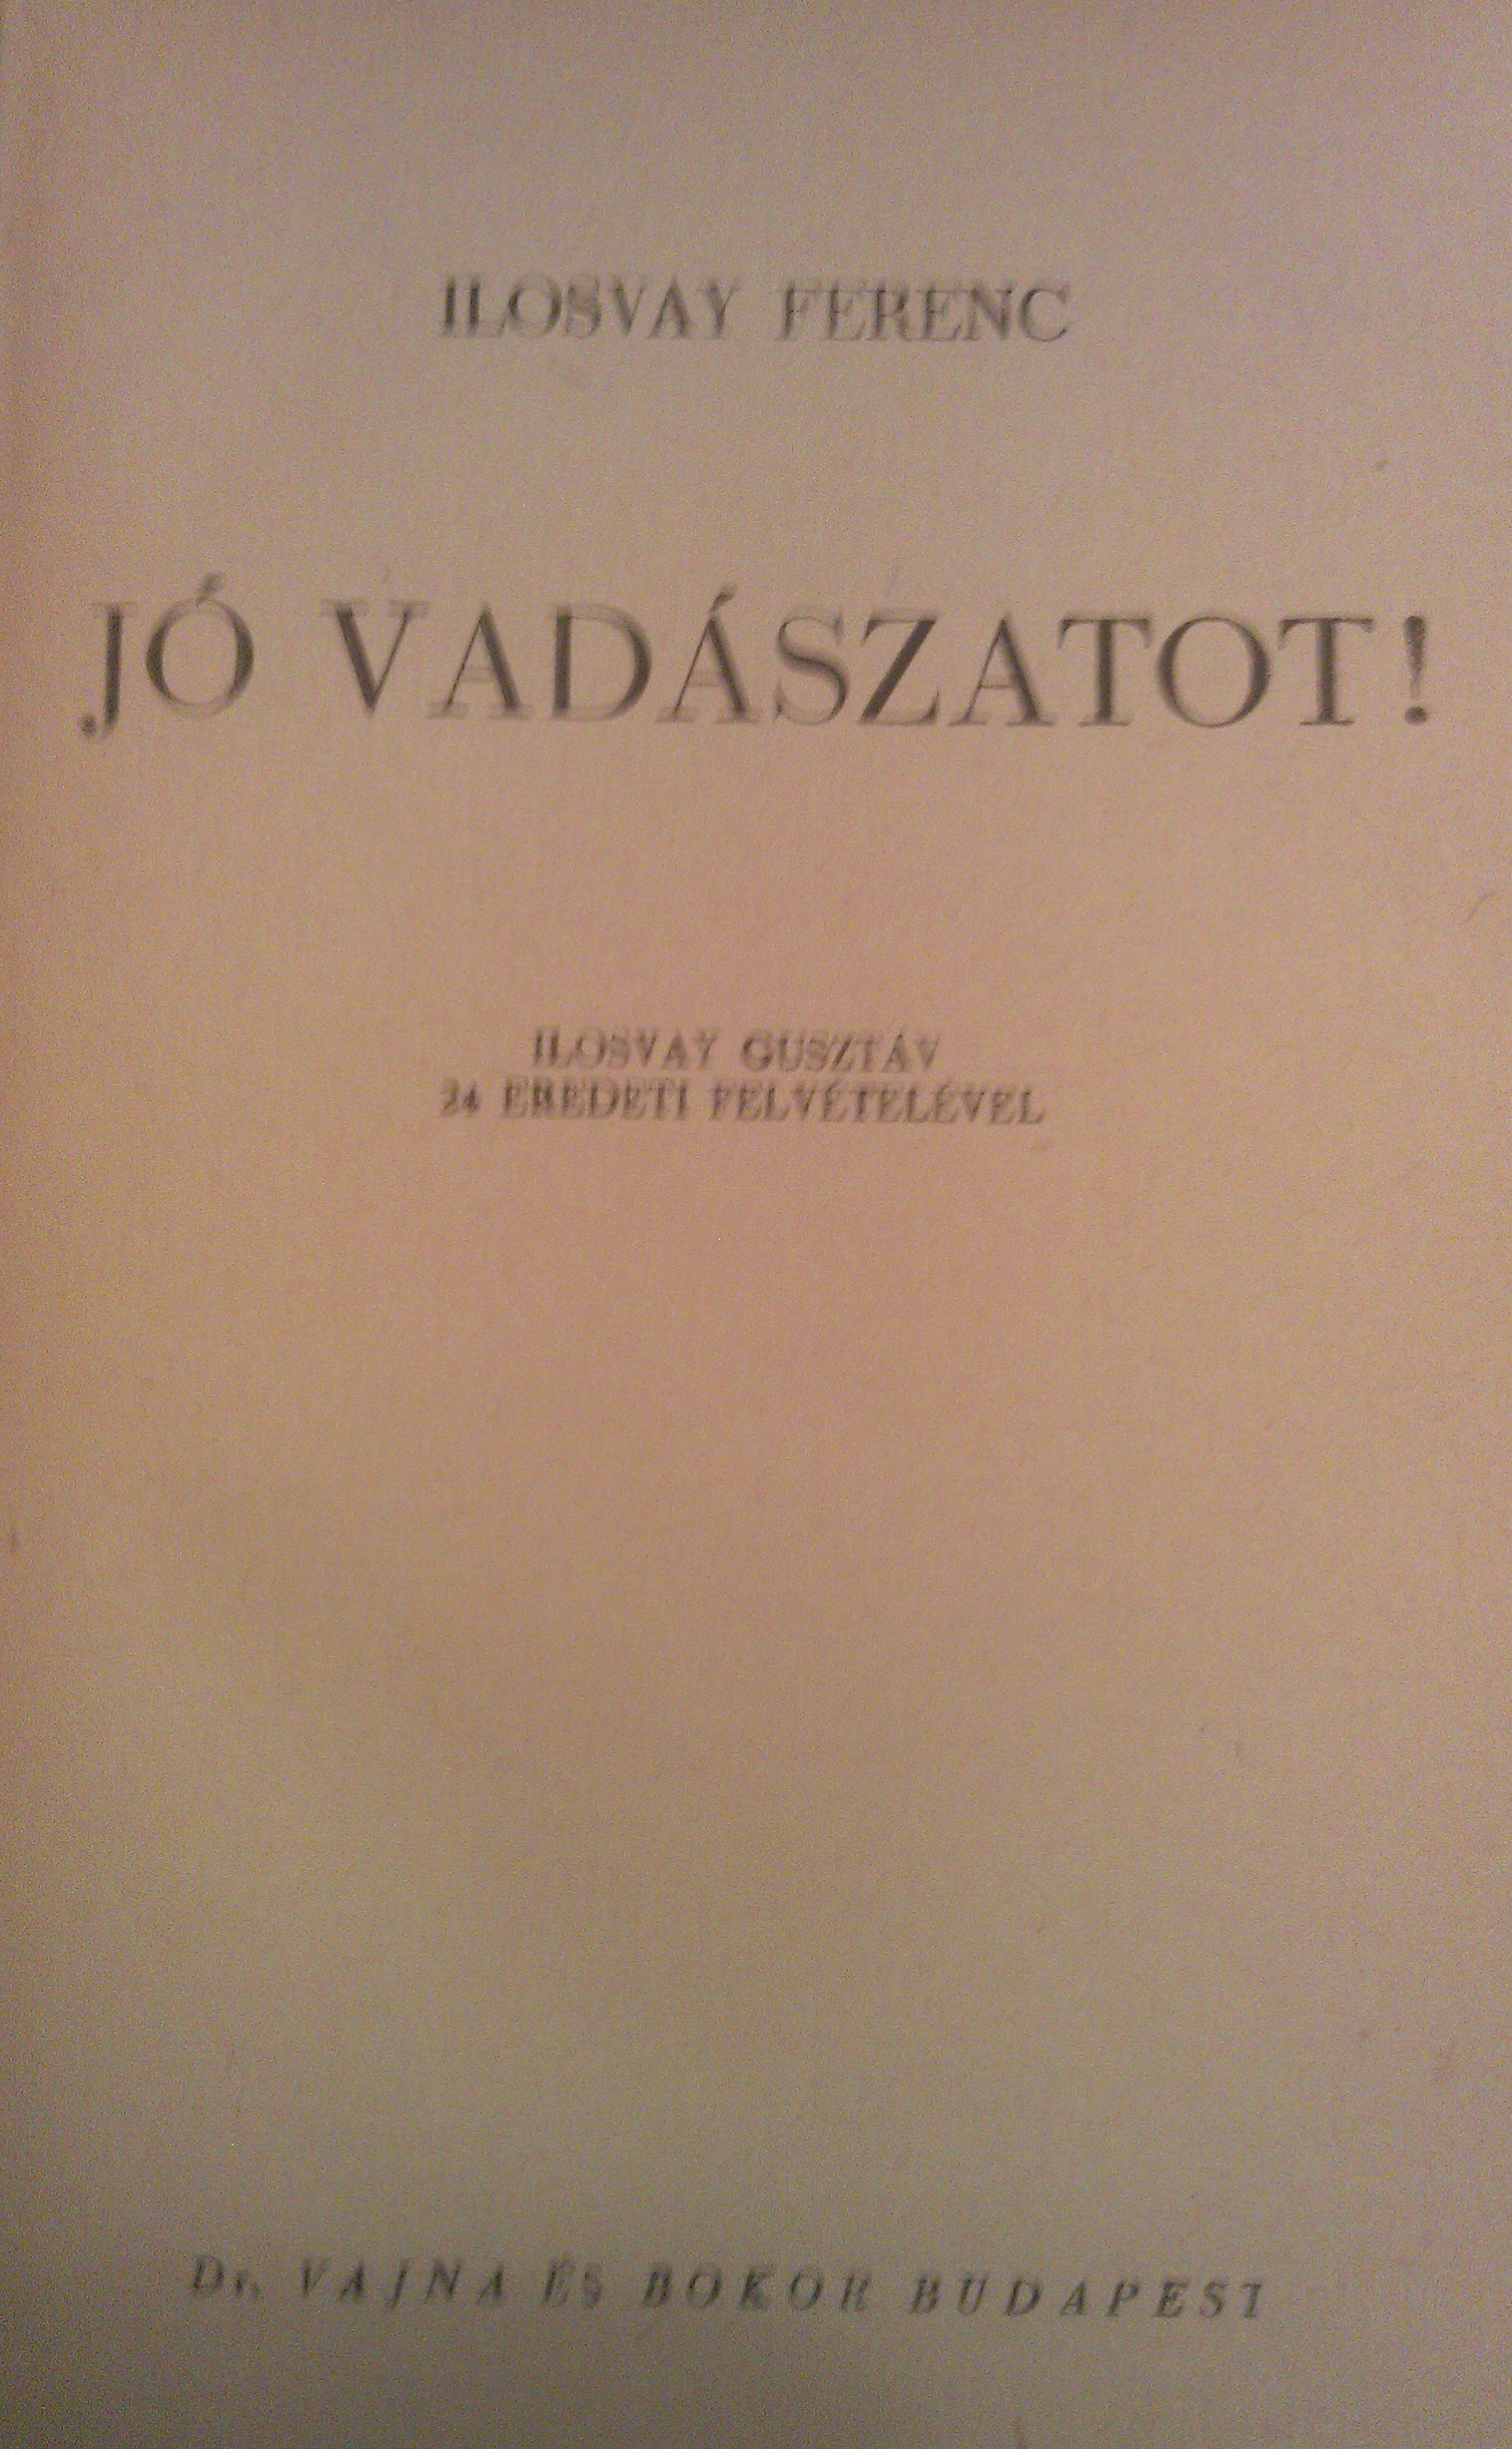 ILOSVAY FERENC
JÓ VADÁSZATOT!
ILOSVAY GUSZTÁV
24 EREDETI FELVÉTELÉVEL
Dr. VAJNA ÉS BOKOR BUDAPEST